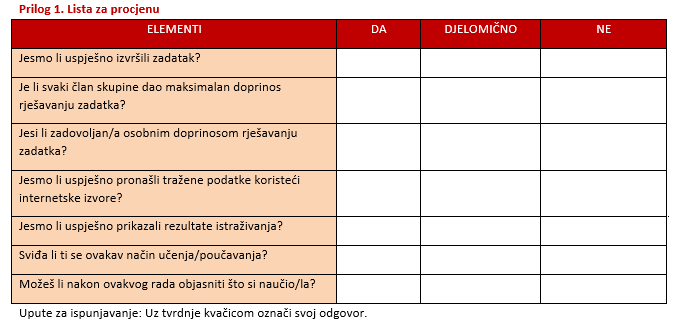 Prilog 1. Lista za procjenu
ELEMENTI DA DJELOMIČNO NE
Jesmo li uspješno izvršili zadatak?
Je li svaki član skupine dao maksimalan doprinos
rješavanju zadatka?
Jesi li zadovoljan/a osobnim doprinosom rješavanju
zadatka?
Jesmo li uspješno pronašli tražene podatke koristeći
internetske izvore?
Jesmo li uspješno prikazali rezultate istraživanja?
Sviđa li ti se ovakav način učenja/poučavanja?
Možeš li nakon ovakvog rada objasniti što si naučio/la?
Upute za ispunjavanje: Uz tvrdnje kvačicom označi svoj odgovor.